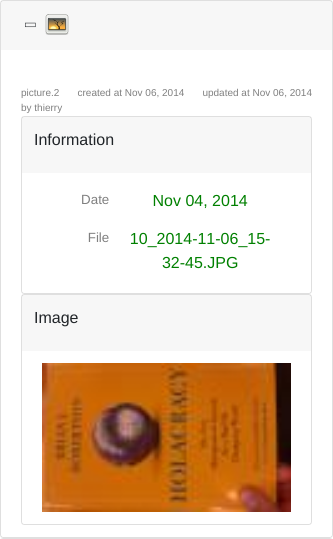 picture.2 created at Nov 06, 2014 updated at Nov 06, 2014
by thierry
Information
Date Nov 04, 2014
File 10_2014-11-06_15-
32-45.JPG
Image
BRIAN J.
ROBERTSON
HOLACRACY